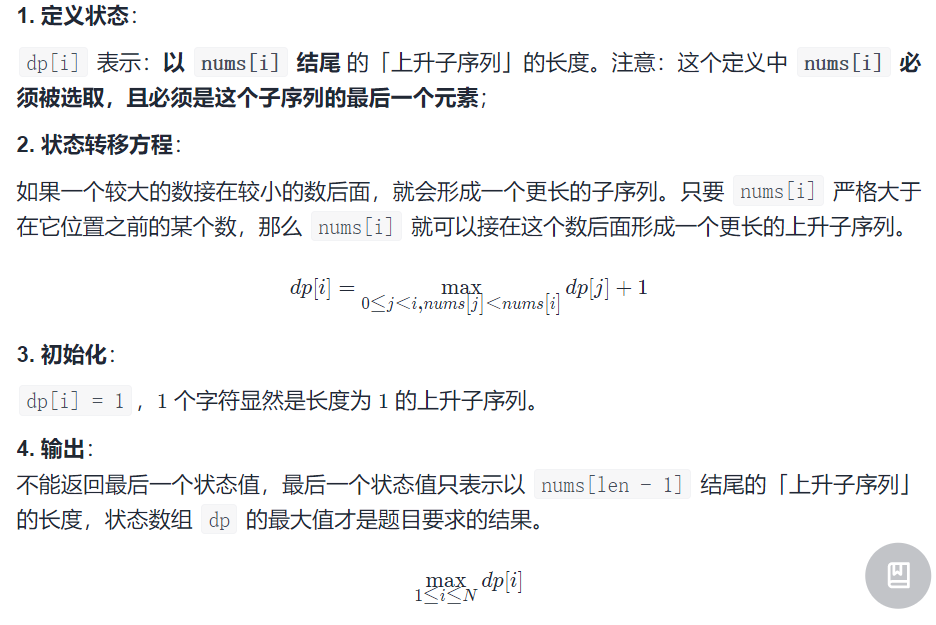 1. 定义状态：
dp[i] 表示：以 nums[i] 结尾 的「上升子序列」的长度。注意：这个定义中 nums[i] 必
须被选取，且必须是这个子序列的最后一个元素；
2. 状态转移方程：
如果一个较大的数接在较小的数后面，就会形成一个更长的子序列。只要 nums[i] 严格大于
在它位置之前的某个数，那么 nums[i] 就可以接在这个数后面形成一个更长的上升子序列。
dp[i] = max 0≤j<i,nums[j]<nums[i] dp[j] + 1
3. 初始化：
dp[i] = 1 ，1 个字符显然是长度为 1 的上升子序列。
4. 输出：
不能返回最后一个状态值，最后一个状态值只表示以 nums[len - 1] 结尾的「上升子序列」
的长度，状态数组 dp 的最大值才是题目要求的结果。
max 1≤i≤N dp[i]